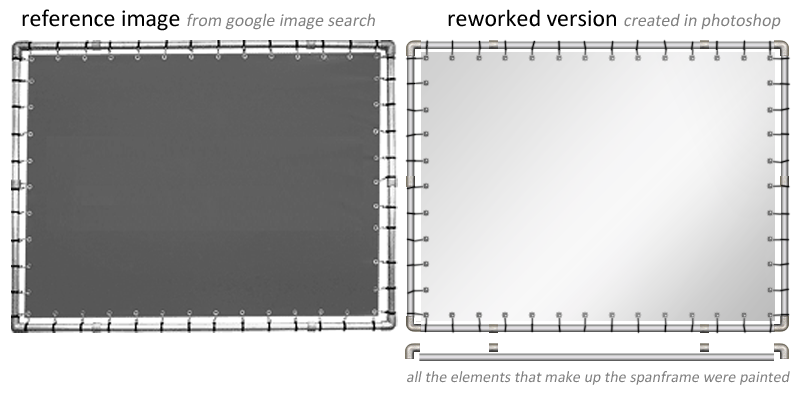 reference image from google image search
reworked version created in photoshop
all the elements that make up the spanframe were painted